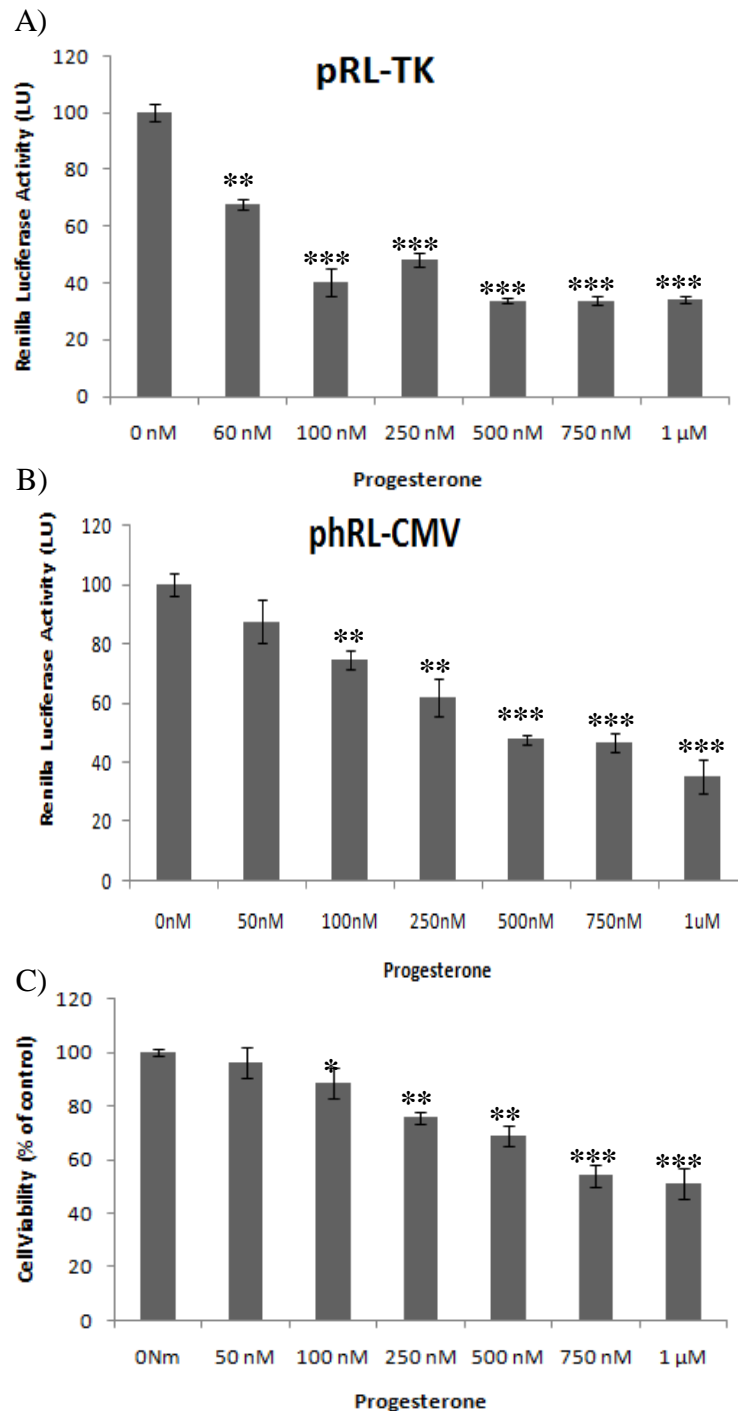 A)
pRL-TK
Renilla Luciferase Activity (LU)
120
100
80
60
40
20
0
**
***
***
***
***
***
0 nM 60 nM 100 nM 250 nM 500 nM 750 nM 1 µM
Progesterone
B)
phRL-CMV
Renilla Luciferase Activity (LU)
120
100
80
60
40
20
0
**
**
***
***
***
0nM 50nM 100nM 250nM 500nM 750nM 1uM
Progesterone
C)
Cell Viability (% of control)
120
100
80
60
40
20
0
*
**
**
***
***
0Nm 50 nM 100 nM 250 nM 500 nM 750 nM 1 µM
Progesterone